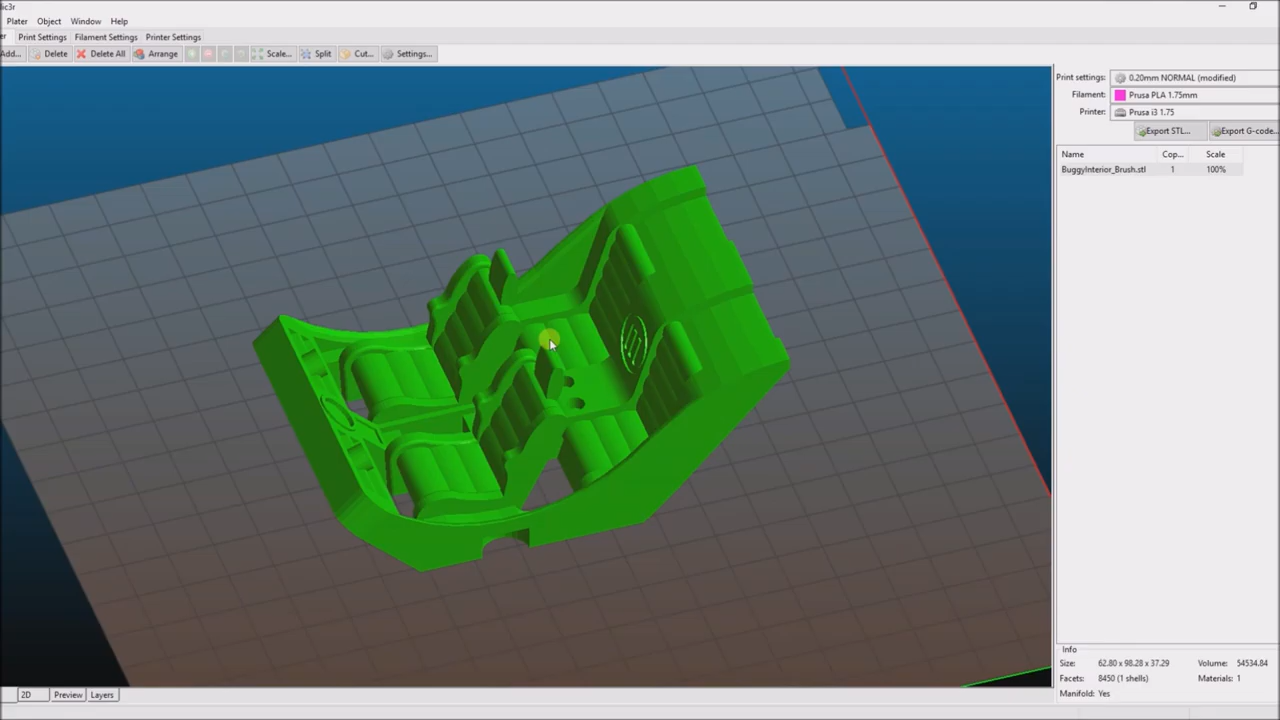 lic3r
Plater Object Window Help
Print Settings Filament Settings Printer Settings
Add... Delete Delete All Arrange Scale... Split Cut... Settings...
Print settings: 0.20mm NORMAL (modified)
Filament: Prusa PLA 1.75mm
Printer: Prusa i3 1.75
Export STL... Export G-code...
Name Cop... Scale
BuggyInterior_Brush.stl 1 100%
Info
Size: 62.80 x 98.28 x 37.29 Volume: 54534.84
Facets: 8450 (1 shells) Materials: 1
Manifold: Yes
2D Preview Layers